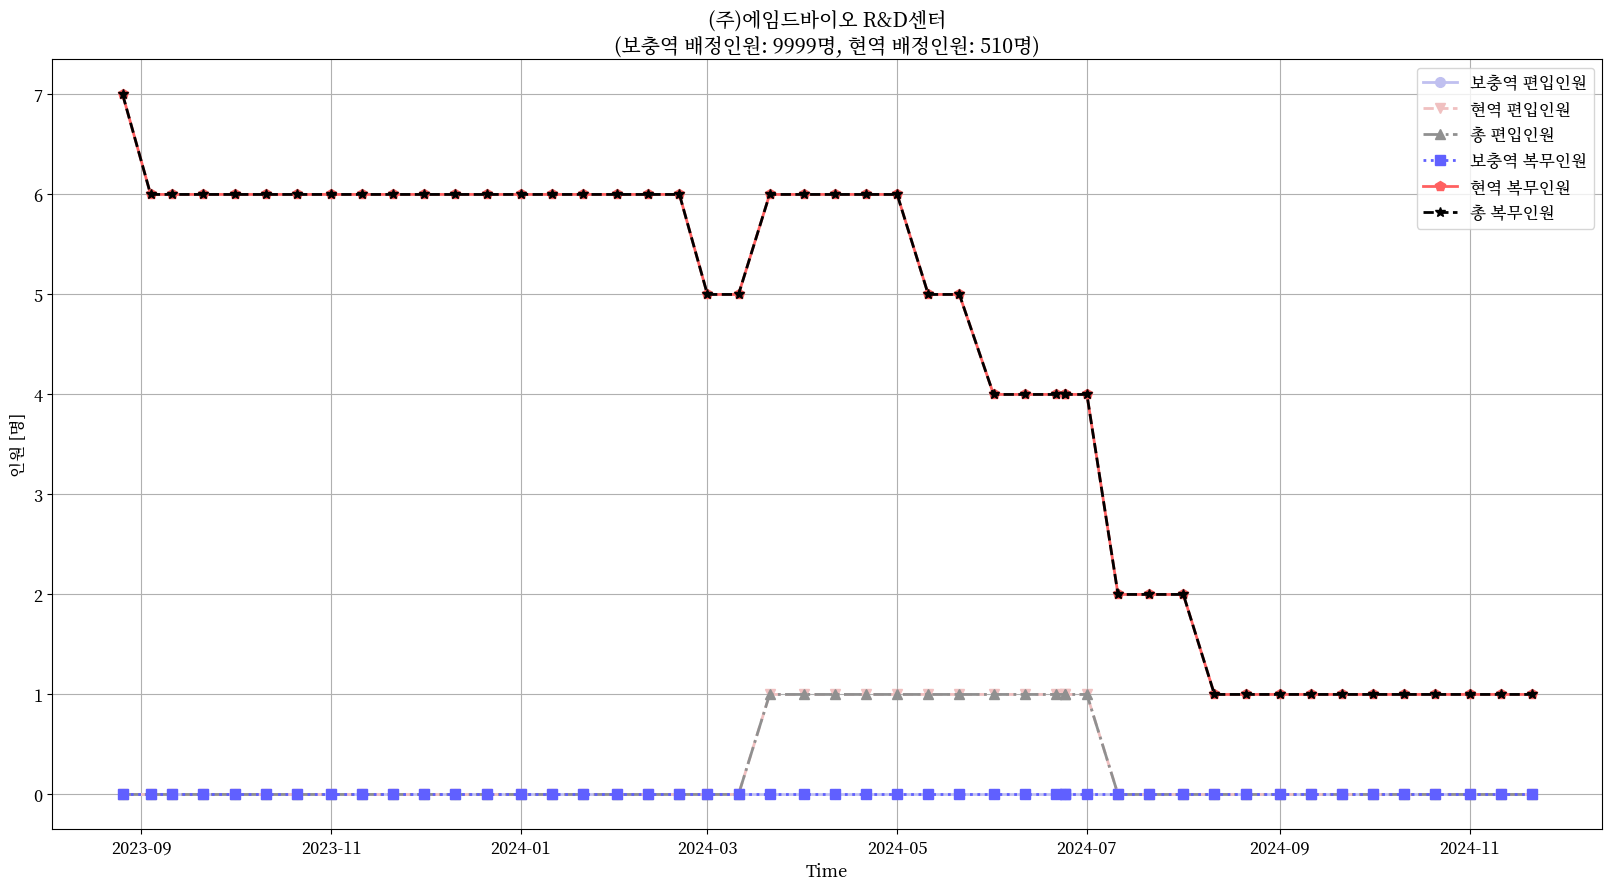 (주)에임드바이오 R&D센터
(보충역 배정인원: 9999명, 현역 배정인원: 510명)
보충역 편입인원
현역 편입인원
총 편입인원
보충역 복무인원
현역 복무인원
총 복무인원
인원 [명]
7
6
5
4
3
2
1
0
2023-09
2023-11
2024-01
2024-03
2024-05
2024-07
2024-09
2024-11
Time